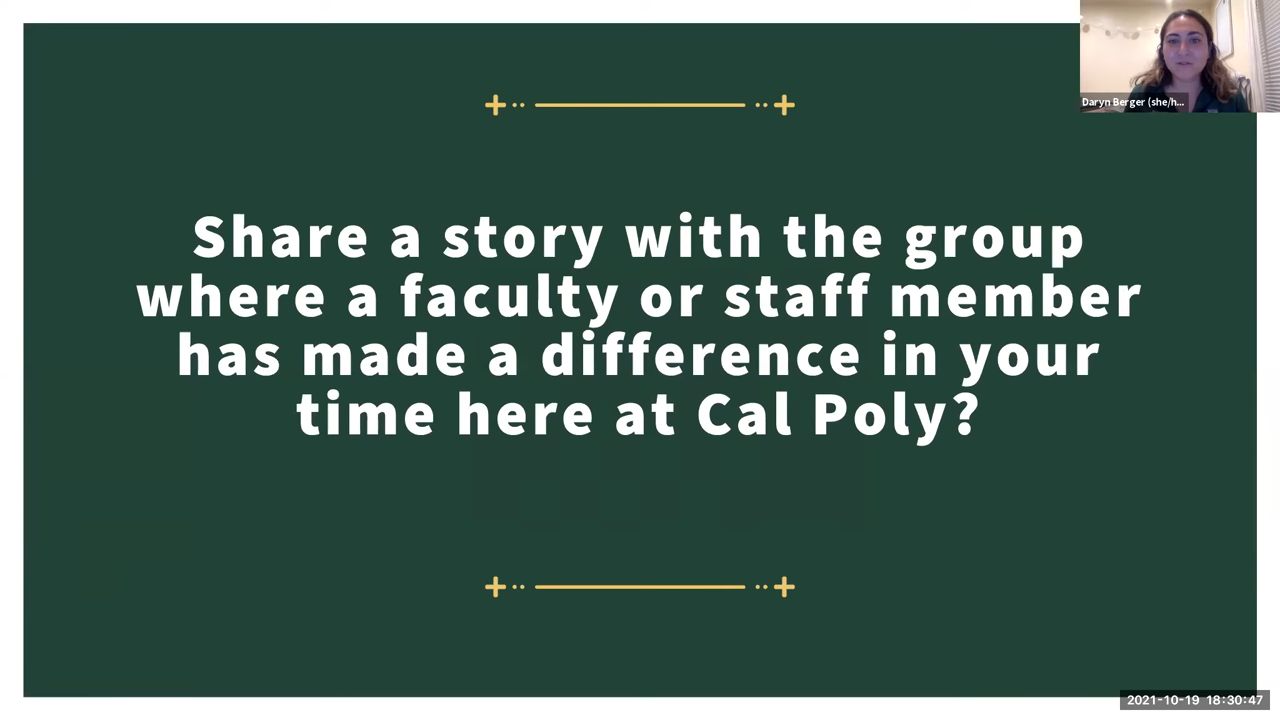 Daryn Berger (she/h...
Share a story with the group
where a faculty or staff member
has made a difference in your
time here at Cal Poly?
2021-10-19 18:30:47